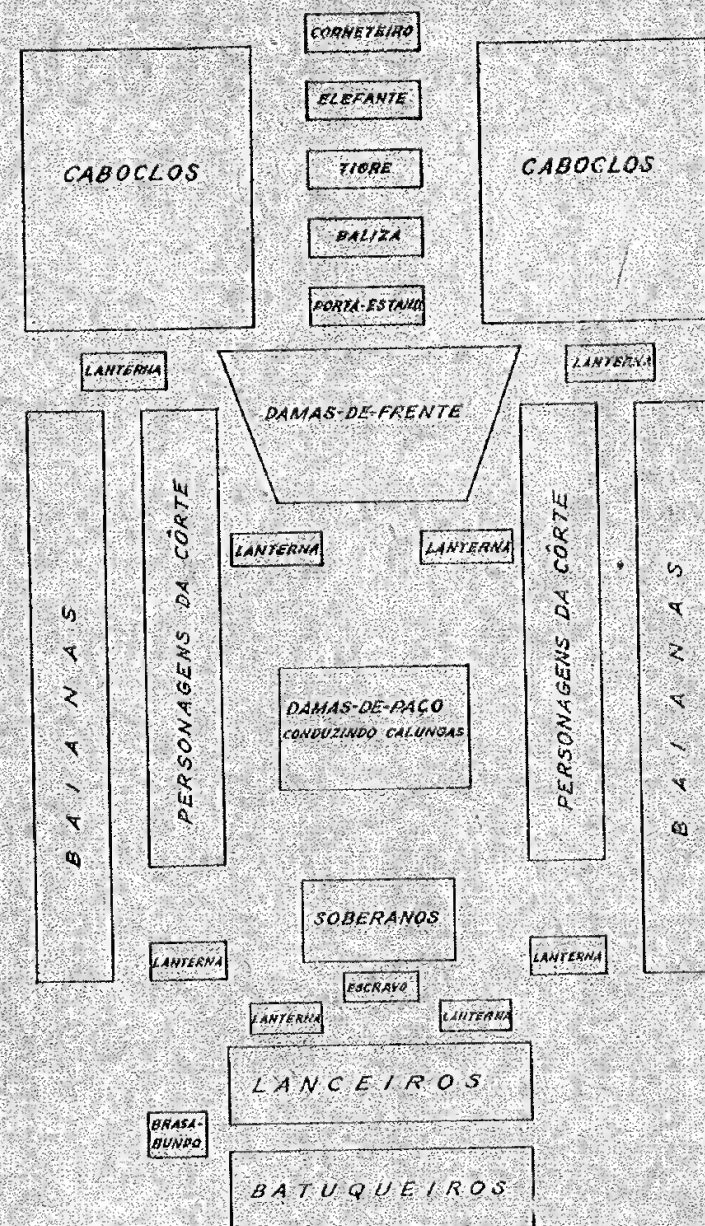 CORNETEIRO
ELEFANTE
CABOCLOS
TIGRE
CABOCLOS
BALIZA
PORTA-ESTAND
LANTERNA
LANTERNA
DAMAS-DE-FRENTE
LANTERNA
LANTERNA
BAIANAS
PERSONAGENS DA CÔRTE
PERSONAGENS DA CÔRTE
BAIANAS
DAMAS-DE-PAÇO
CONDUZINDO CALUNGAS
SOBERANOS
LANTERNA
LANTERNA
ESCRAVO
LANTERNA
LANTERNA
LANCEIROS
BRASA-
BUNDO
BATUQUEIROS